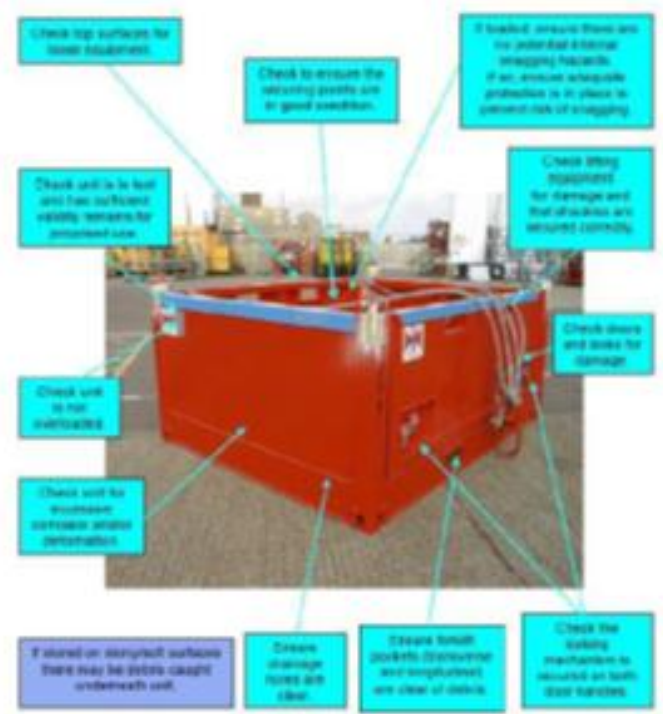 Check top surfaces for
loose equipment.
If loaded, ensure there are
no potential internal
snagging hazards.
If so, ensure adequate
protection is in place to
prevent risk of snagging.
Check to ensure the
securing points are
in good condition.
Check unit is in test
and has sufficient
validity remains for
use.
Check lifting
equipment
for damage and
that shackles are
secured correctly.
Check doors
and locks for
damage
Check unit
is not
overloaded
Check unit for
corrosion and/or
deformation
If stored on surfaces
there may be debris caught
underneath unit.
Ensure
drainage
holes are
clear.
Ensure forklift
pockets (transverse
and longitudinal)
are clear of debris.
Check the
locking
mechanism is
secured on both
door handles.